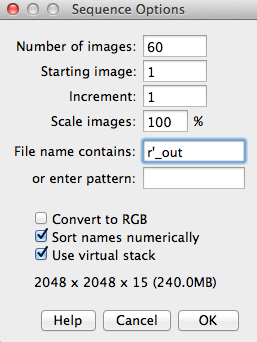 Sequence Options
Number of images: 60
Starting image: 1
Increment: 1
Scale images: 100 %
File name contains: r'_out
or enter pattern:
Convert to RGB
Sort names numerically
Use virtual stack
2048 x 2048 x 15 (240.0MB)
Help Cancel OK